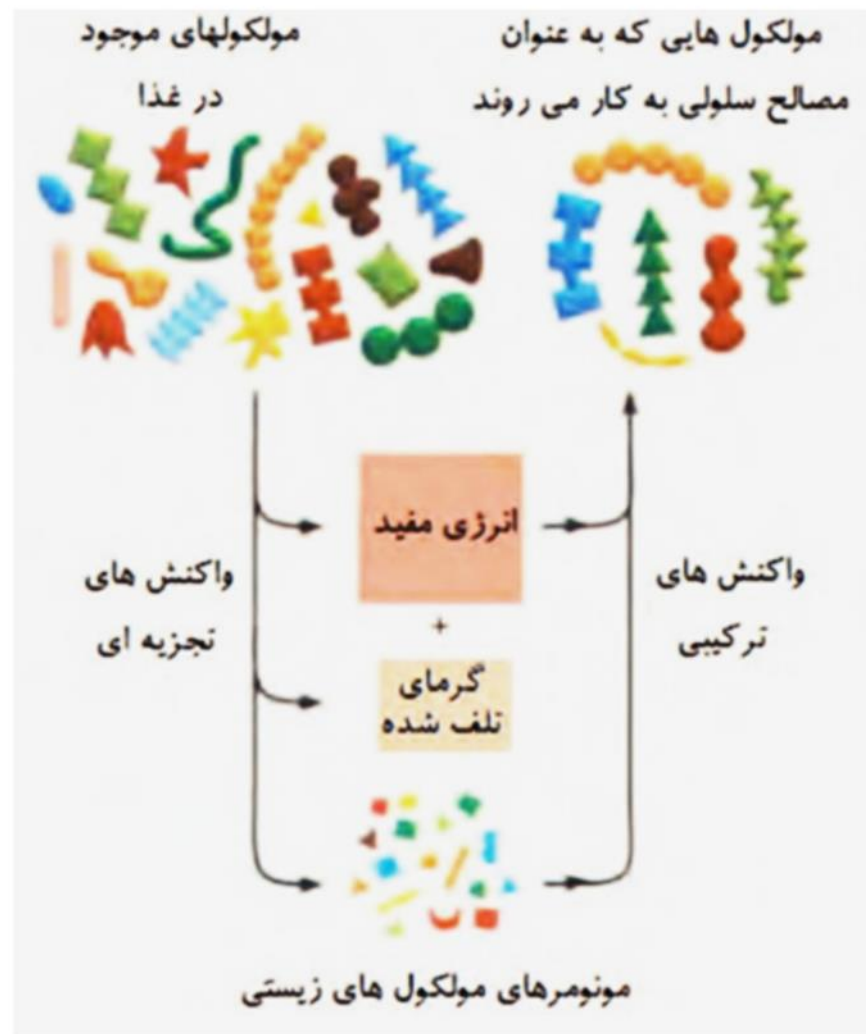 مولکول هایی که به عنوان
مصالح سلولی به کار می روند
مولکولهای موجود
در غذا
انرژی مفید
+
گرمای
تلف شده
واکنش های
ترکیبی
واکنش های
تجزیه ای
مونومرهای مولکول های زیستی